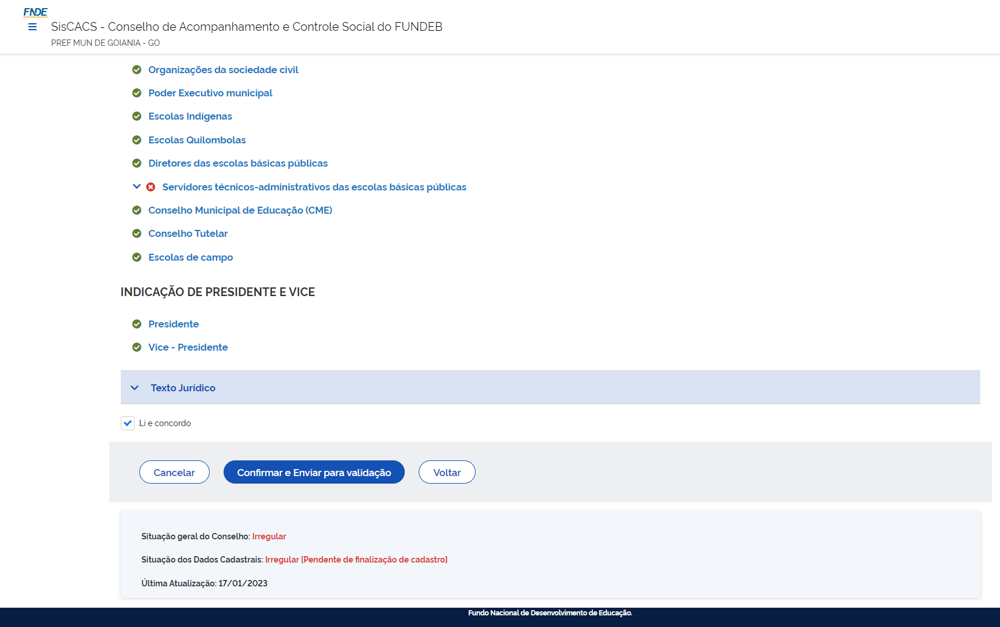 FNDE
SisCACS - Conselho de Acompanhamento e Controle Social do FUNDEB
PREF MUN DE GOIANIA - GO
Organizações da sociedade civil
Poder Executivo municipal
Escolas Indígenas
Escolas Quilombolas
Diretores das escolas básicas públicas
Servidores técnicos-administrativos das escolas básicas públicas
Conselho Municipal de Educação (CME)
Conselho Tutelar
Escolas de campo
INDICAÇÃO DE PRESIDENTE E VICE
Presidente
Vice - Presidente
Texto Jurídico
Li e concordo
Cancelar
Confirmar e Enviar para validação
Voltar
Situação geral do Conselho: Irregular
Situação dos Dados Cadastrais: Irregular [Pendente de finalização de cadastro]
Última Atualização: 17/01/2023
Fundo Nacional de Desenvolvimento de Educação.